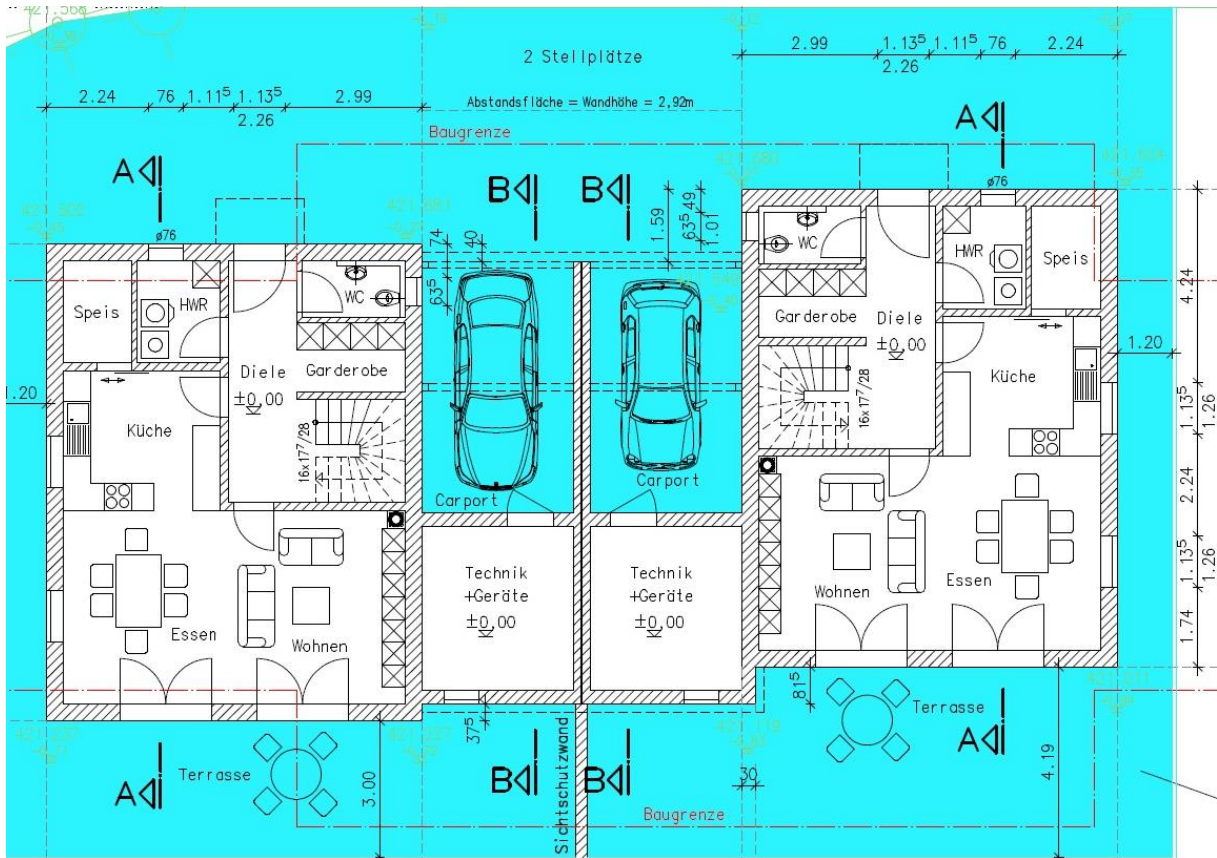 421.568
2 Stellplätze
2.99 1.13⁵ 1.11⁵ 76 2.24
2.26
2.24 76 1.11⁵ 1.13⁵ 2.99
2.26
Abstandsfläche = Wandhöhe = 2,92m
Baugrenze
A
A
B
B
ø76
ø76
74
40
63⁵
1.59
49
63⁵
1.01
Speis
HWR
WC
Diele
±0,00
Garderobe
16x17⁷/28
Küche
1.20
Essen
Wohnen
Carport
Carport
Technik
+Geräte
±0,00
Technik
+Geräte
±0,00
WC
HWR
Speis
Garderobe
Diele
±0,00
16x17⁷/28
Küche
Wohnen
Essen
4.24
1.20
1.13⁵
1.26
2.24
1.13⁵
1.26
1.74
37⁵
81⁵
Terrasse
Terrasse
A
A
B
B
3.00
Sichtschutzwand
30
Baugrenze
4.19